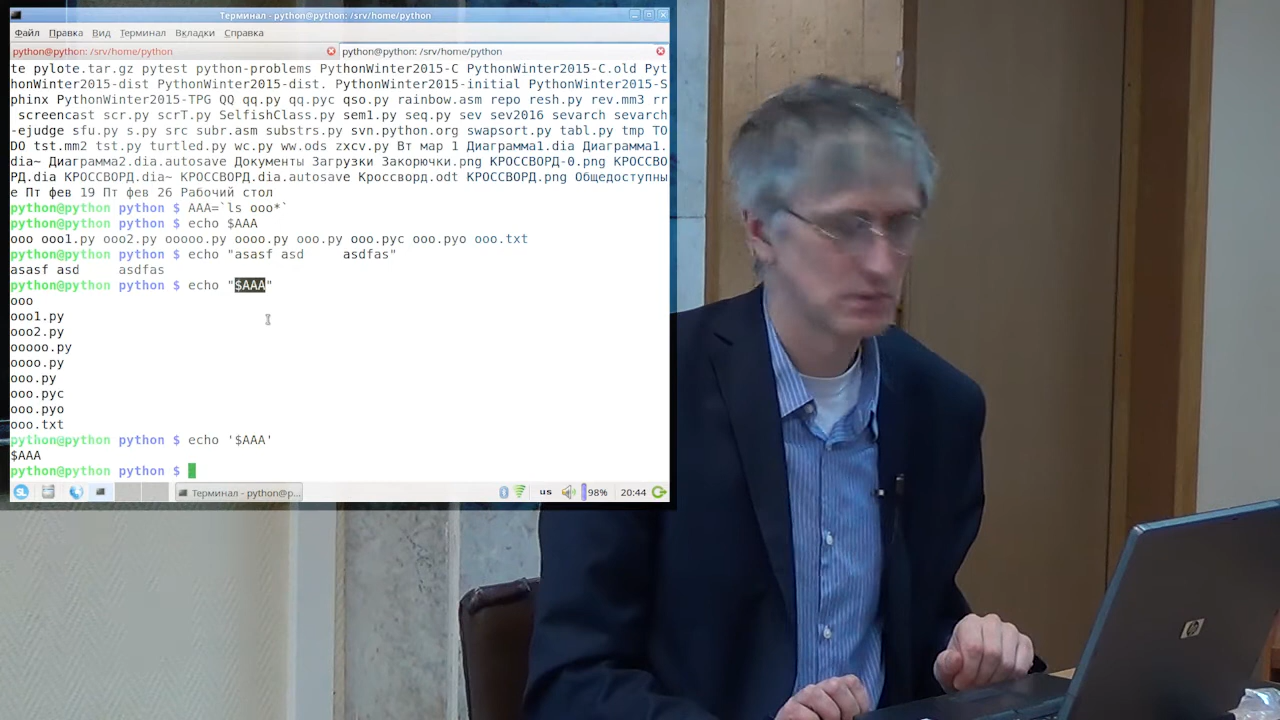 Терминал - python@python: /srv/home/python
Файл Правка Вид Терминал Вкладки Справка
python@python: /srv/home/python python@python: /srv/home/python
te pylote.tar.gz pytest python-problems PythonWinter2015-C PythonWinter2015-C.old Pyt
honWinter2015-dist PythonWinter2015-dist. PythonWinter2015-initial PythonWinter2015-S
phinx PythonWinter2015-TPG QQ qq.py qq.pyc qso.py rainbow.asm repo resh.py rev.mm3 rr
screencast scr.py scrT.py SelfishClass.py sem1.py seq.py sev sev2016 sevarch sevarch
-ejudge sfu.py s.py src subr.asm substrs.py svn.python.org swapsort.py tabl.py tmp TO
DO tst.mm2 tst.py turtled.py wc.py ww.ods zxcv.py Вт мар 1 Диаграмма1.dia Диаграмма1.
dia~ Диаграмма2.dia.autosave Документы Загрузки Закорючки.png КРОССВОРД-0.png КРОССВО
РД.dia КРОССВОРД.dia~ КРОССВОРД.dia.autosave Кроссворд.odt КРОССВОРД.png Общедоступны
е Пт фев 19 Пт фев 26 Рабочий стол
python@python python $ AAA=`ls ooo*`
python@python python $ echo $AAA
ooo ooo1.py ooo2.py ooooo.py oooo.py ooo.py ooo.pyc ooo.pyo ooo.txt
python@python python $ echo "asasf asd     asdfas"
asasf asd     asdfas
python@python python $ echo "$AAA"
ooo
ooo1.py
ooo2.py
ooooo.py
oooo.py
ooo.py
ooo.pyc
ooo.pyo
ooo.txt
python@python python $ echo '$AAA'
$AAA
python@python python $
Терминал - python@p... us 98% 20:44
hp